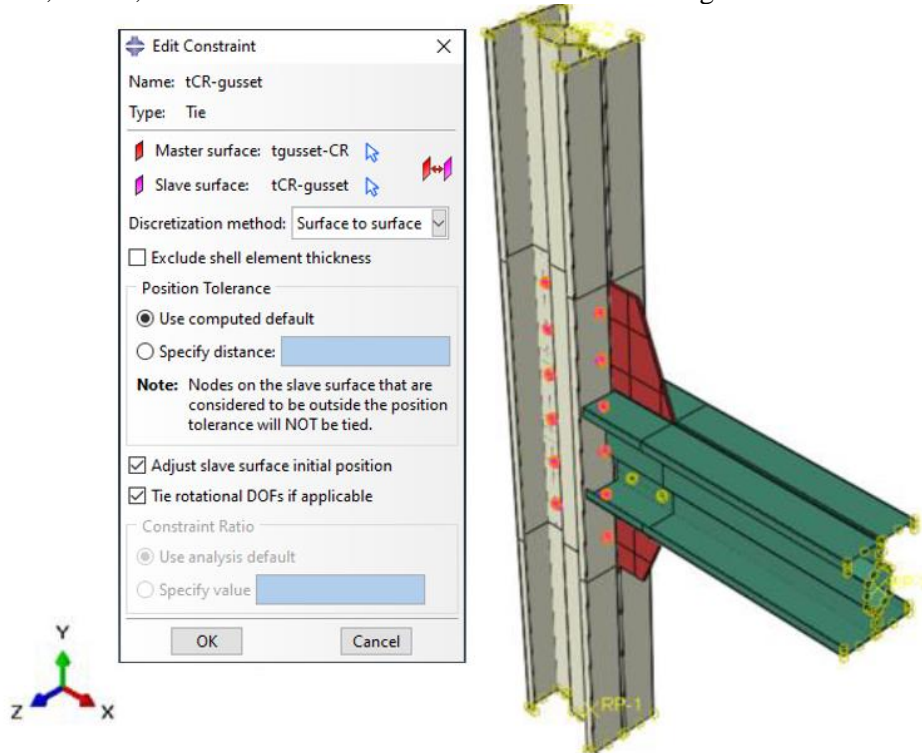 Edit Constraint
Name: tCR-gusset
Type: Tie
Master surface: tgusset-CR
Slave surface: tCR-gusset
Discretization method: Surface to surface
Exclude shell element thickness
Position Tolerance
Use computed default
Specify distance:
Note: Nodes on the slave surface that are
considered to be outside the position
tolerance will NOT be tied.
Adjust slave surface initial position
Tie rotational DOFs if applicable
Constraint Ratio
Use analysis default
Specify value
OK Cancel
Y
Z X
RP-1